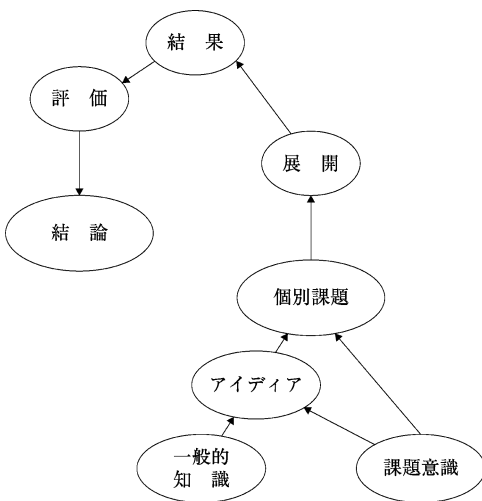 結　果
評　価
展　開
結　論
個別課題
アイディア
一般的
知　識
課題意識